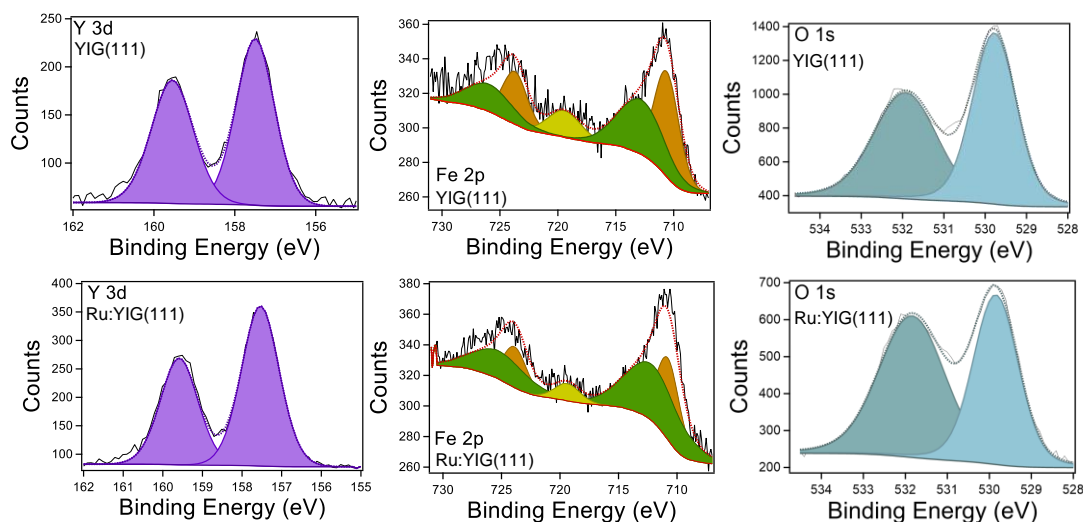 Y 3d
YIG(111)
250
200
150
100
Counts
162 160 158 156
Binding Energy (eV)
360
340
320
300
280
260
Counts
Fe 2p
YIG(111)
730 725 720 715 710
Binding Energy (eV)
O 1s
YIG(111)
1400
1200
1000
800
600
400
Counts
534 533 532 531 530 529 528
Binding Energy (eV)
Y 3d
Ru:YIG(111)
400
350
300
250
200
150
100
Counts
162 161 160 159 158 157 156 155
Binding Energy (eV)
380
360
340
320
300
280
260
Counts
Fe 2p
Ru:YIG(111)
730 725 720 715 710
Binding Energy (eV)
O 1s
Ru:YIG(111)
700
600
500
400
300
200
Counts
534 533 532 531 530 529 528
Binding Energy (eV)